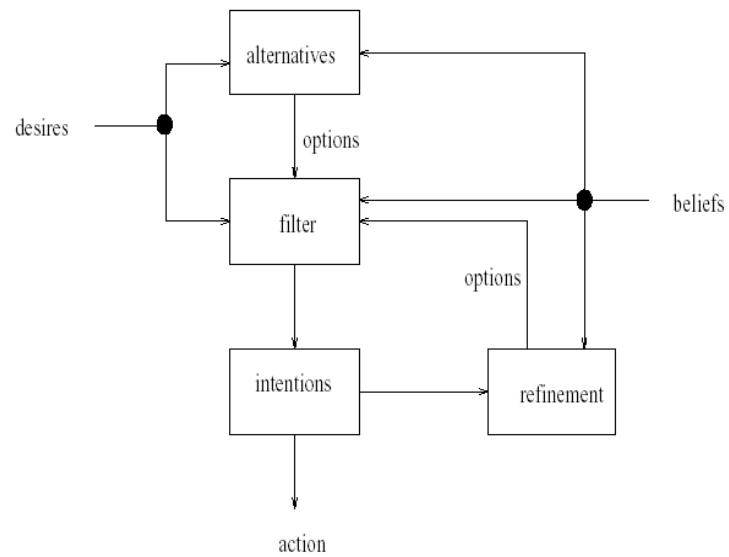 alternatives
desires
options
beliefs
filter
options
intentions
refinement
action